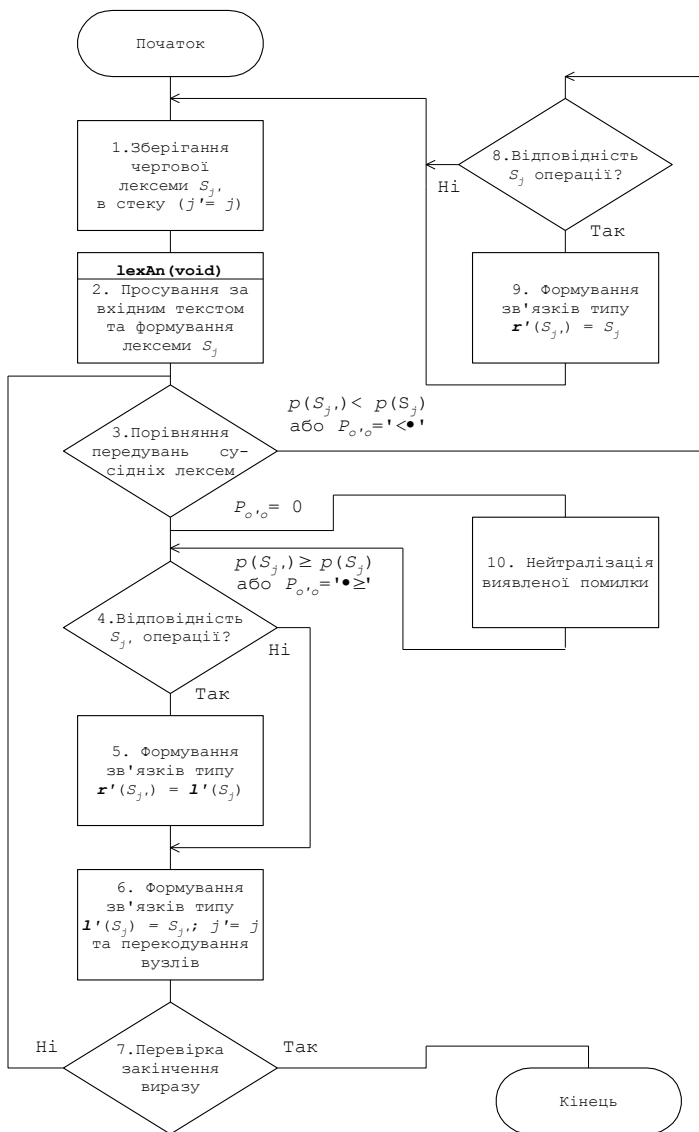 Початок
1.Зберігання
чергової
лексеми Sj'
в стеку (j'= j)
lexAn(void)
2. Просування за
вхідним текстом
та формування
лексеми Sj
3.Порівняння
передувань су-
сідніх лексем
p(Sj')< p(Sj)
або Po'o='<●'
8.Відповідність
Sj операції?
Ні
Так
9. Формування
зв'язків типу
r'(Sj') = Sj
Po'o= 0
10. Нейтралізація
виявленої помилки
p(Sj')≥ p(Sj)
або Po'o='●≥'
4.Відповідність
Sj' операції?
Ні
Так
5. Формування
зв'язків типу
r'(Sj') = l'(Sj)
6. Формування
зв'язків типу
l'(Sj) = Sj'; j'= j
та перекодування
вузлів
7.Перевірка
закінчення
виразу
Ні
Так
Кінець